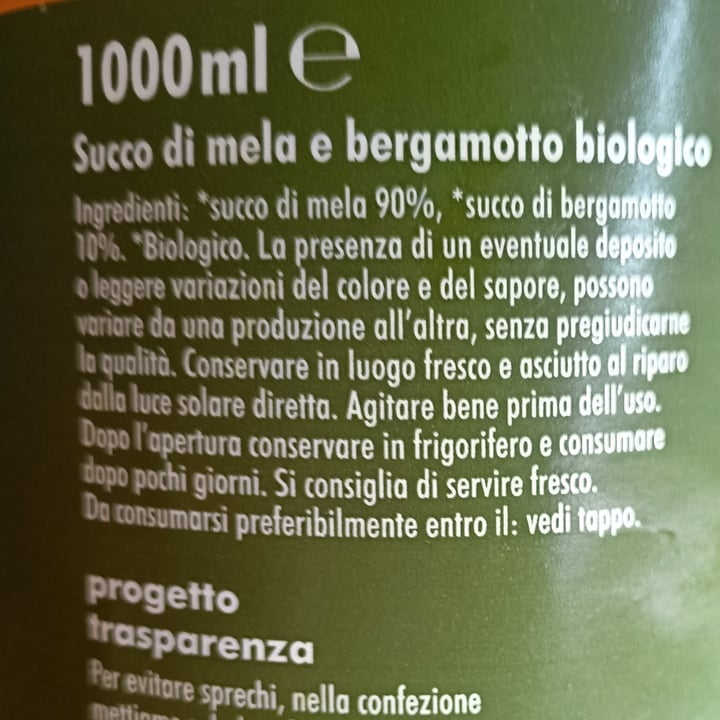 1000 ml ℮
Succo di mela e bergamotto biologico
Ingredienti: *succo di mela 90%, *succo di bergamotto
10%. *Biologico. La presenza di un eventuale deposito
o leggere variazioni del colore e del sapore, possono
variare da una produzione all'altra, senza pregiudicarne
la qualità. Conservare in luogo fresco e asciutto al riparo
dalla luce solare diretta. Agitare bene prima dell'uso.
Dopo l'apertura conservare in frigorifero e consumare
dopo pochi giorni. Si consiglia di servire fresco.
Da consumarsi preferibilmente entro il: vedi tappo.
progetto
trasparenza
Per evitare sprechi, nella confezione